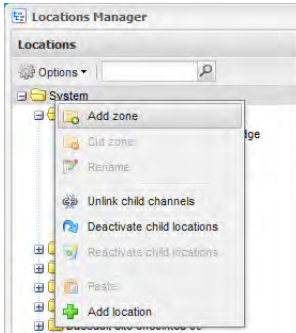 Locations Manager
Locations
Options
System
Add zone
Cut zone
dge
Rename
Unlink child channels
Deactivate child locations
Reactivate child locations
Paste
Add location